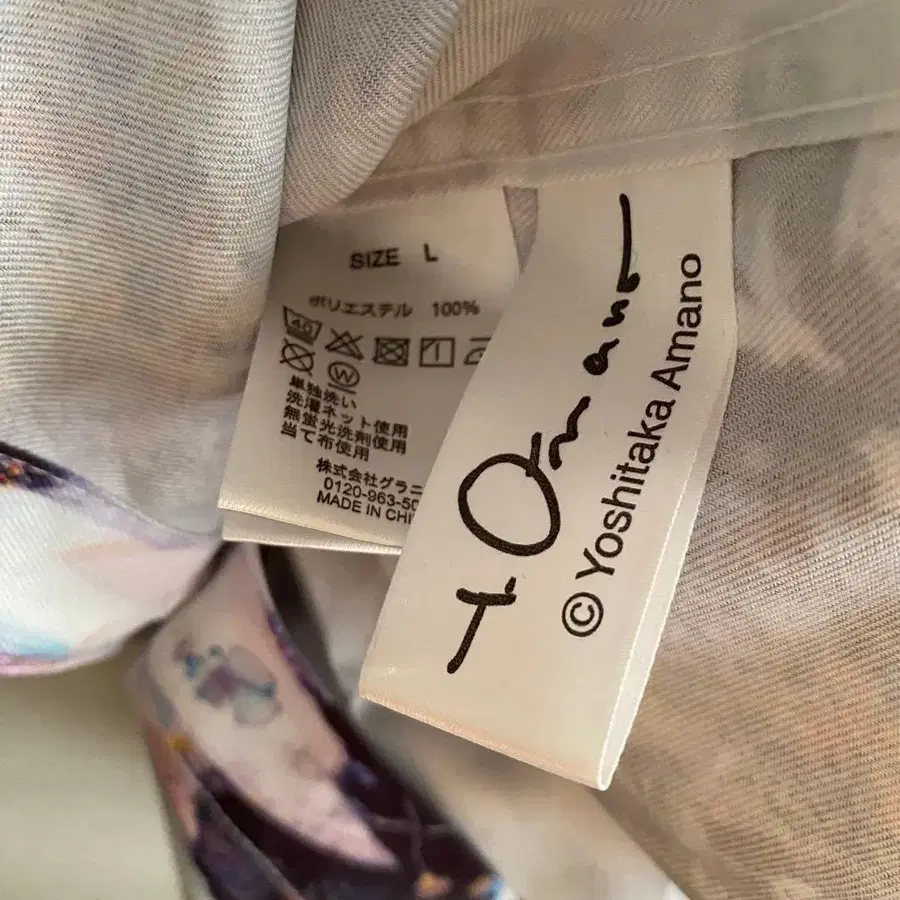 SIZE L
ポリエステル 100%
40
W
単独洗い
洗濯ネット使用
無蛍光洗剤使用
当て布使用
株式会社グラニ
0120-963-50
MADE IN CHI
Y. Amano
© Yoshitaka Amano